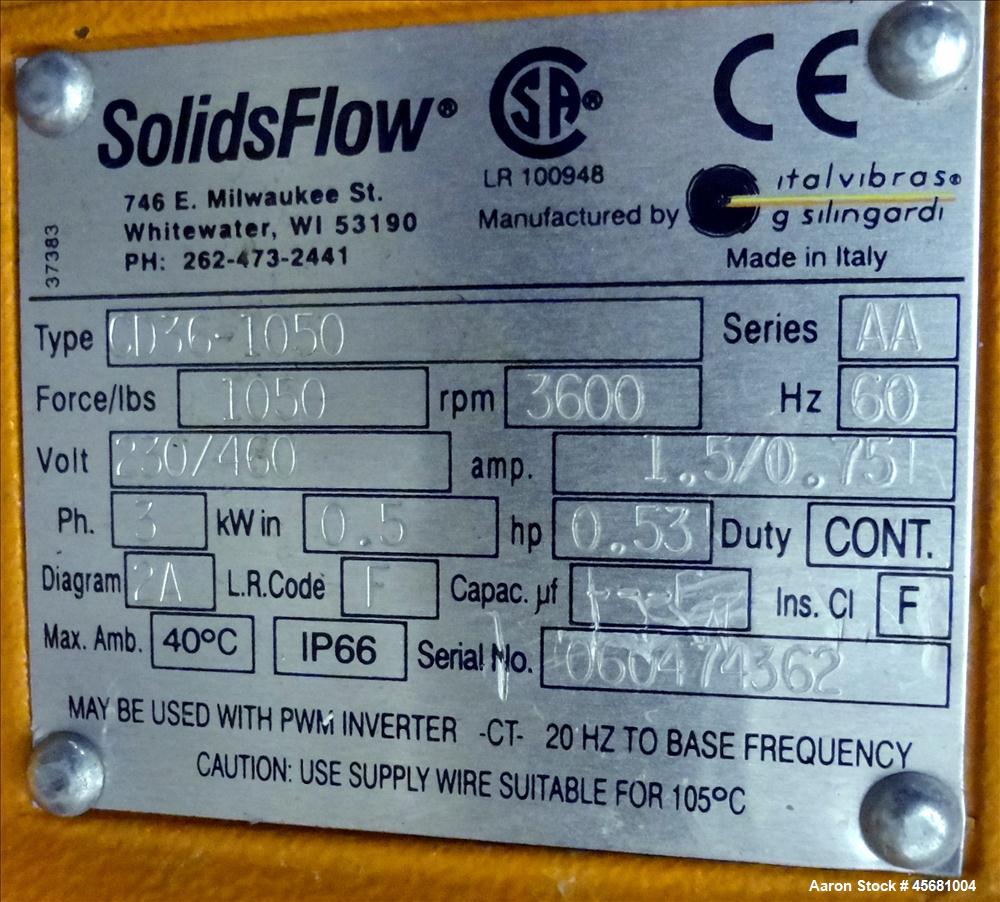 SolidsFlow®
CSA®
CE
LR 100948
746 E. Milwaukee St.
Whitewater, WI 53190
PH: 262-473-2441
37383
Manufactured by
italvibras®
g silingardi
Made in Italy
Type CD36-1050 Series AA
Force/lbs 1050 rpm 3600 Hz 60
Volt 230/460 amp. 1.5/0.75
Ph. 3 kW in 0.5 hp 0.53 Duty CONT.
Diagram 2A L.R.Code F Capac. µf Ins. Cl F
Max. Amb. 40ºC IP66 Serial No. 060474362
MAY BE USED WITH PWM INVERTER -CT- 20 HZ TO BASE FREQUENCY
CAUTION: USE SUPPLY WIRE SUITABLE FOR 105ºC
Aaron Stock # 45681004